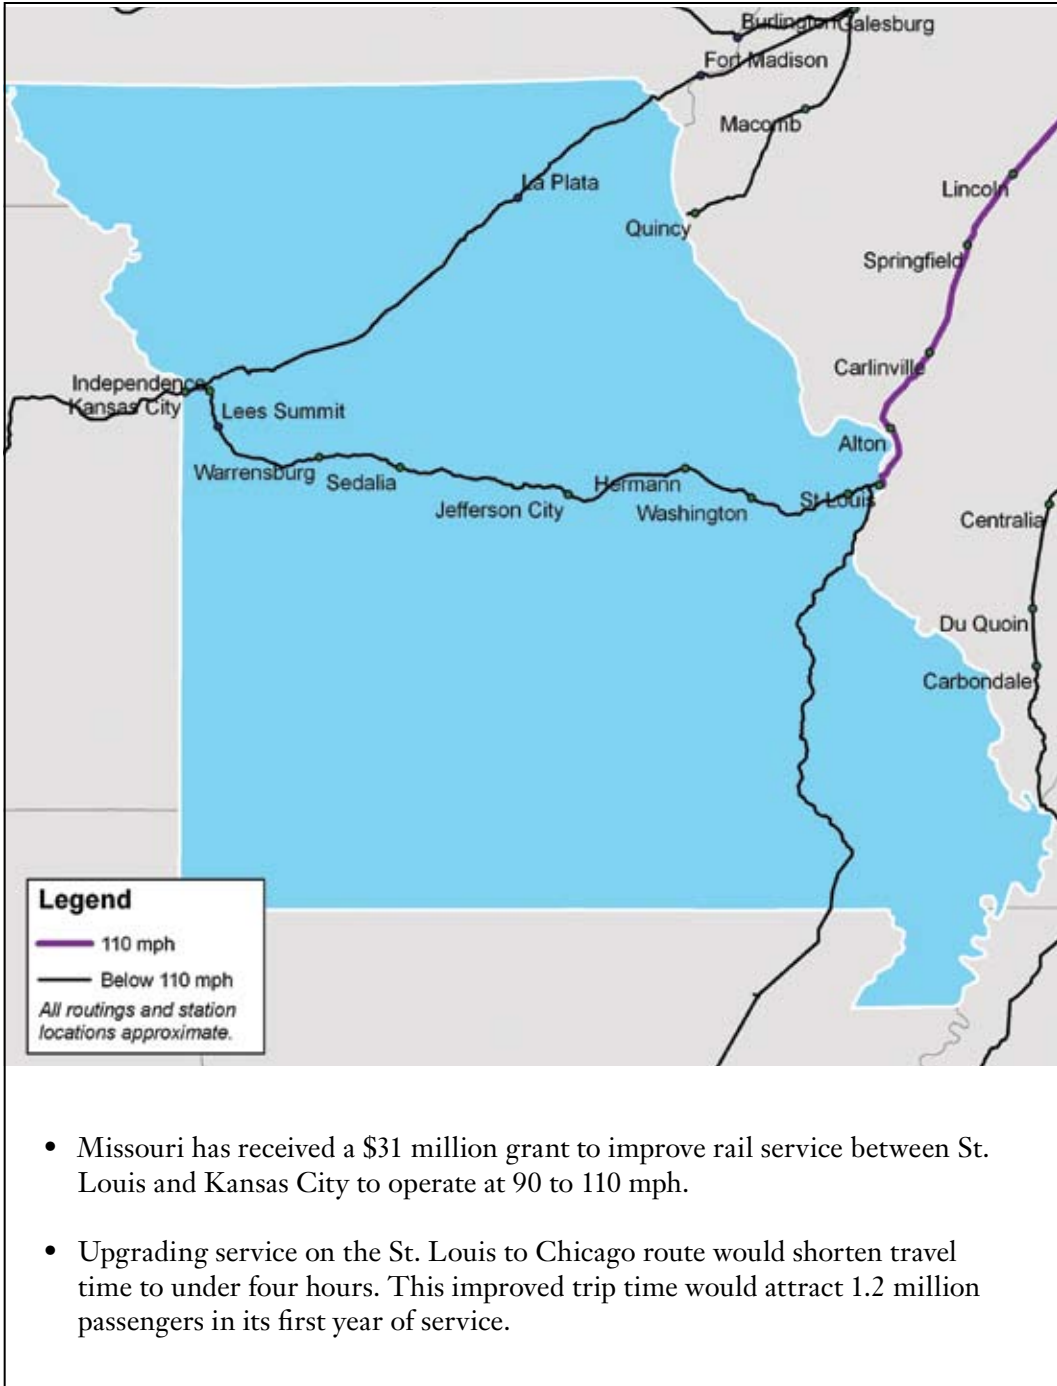 Burlington
Galesburg
Fort Madison
Macomb
La Plata
Lincoln
Quincy
Springfield
Carlinville
Independence
Kansas City
Lees Summit
Alton
Warrensburg
Sedalia
Hermann
St Louis
Jefferson City
Washington
Centralia
Du Quoin
Carbondale
Legend
110 mph
Below 110 mph
All routings and station
locations approximate.
• Missouri has received a $31 million grant to improve rail service between St.
Louis and Kansas City to operate at 90 to 110 mph.
• Upgrading service on the St. Louis to Chicago route would shorten travel
time to under four hours. This improved trip time would attract 1.2 million
passengers in its first year of service.